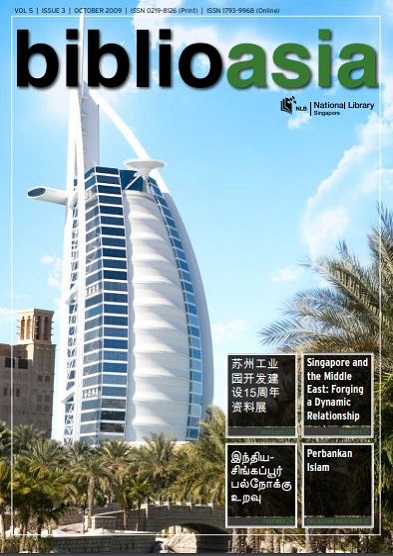 VOL 5 | ISSUE 3 | OCTOBER 2009 | ISSN 0219-8126 (Print) | ISSN 1793-9968 (Online)
biblioasia
NLB
National Library
Singapore
苏州工业
园开发建
设15周年
资料展
Singapore and
the Middle
East: Forging
a Dynamic
Relationship
இந்திய-
சிங்கப்பூர்
பல்நோக்கு
உறவு
Perbankan
Islam